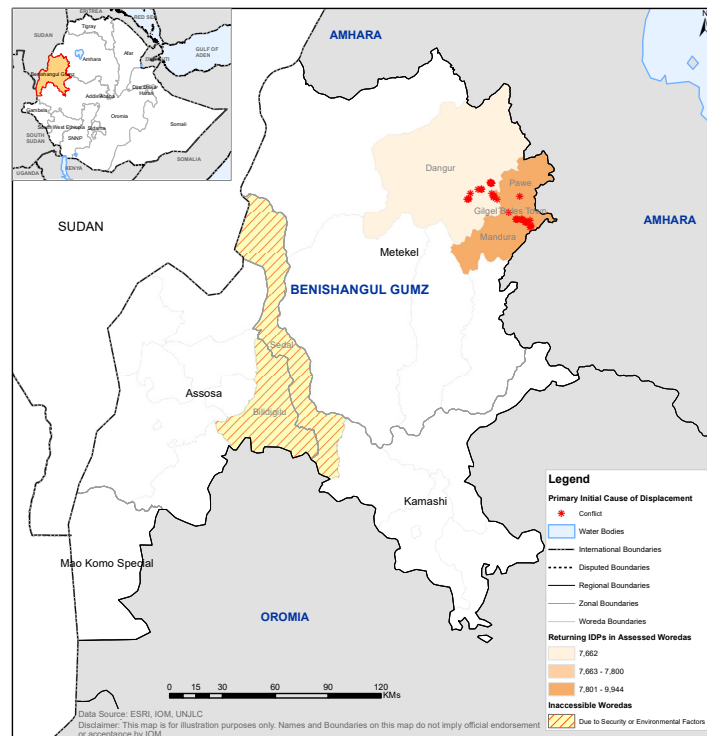 ERITREA
RED SEA
SUDAN
Tigray
Afar
Amhara
GULF OF
ADEN
Benishangul Gumz
Addis Ababa
Dire Dawa
Harari
Gambela
Oromia
South West Ethiopia
Sidama
Somali
SNNP
SOUTH
SUDAN
SOMALIA
UGANDA
KENYA
N
AMHARA
Dangur
Pawe
Gilgel Beles Town
Mandura
SUDAN
AMHARA
Metekel
BENISHANGUL GUMZ
Sedal
Assosa
Bilidigilu
Kamashi
Mao Komo Special
OROMIA
Legend
Primary Initial Cause of Displacement
Conflict
Water Bodies
International Boundaries
Disputed Boundaries
Regional Boundaries
Zonal Boundaries
Woreda Boundaries
Returning IDPs in Assessed Woredas
7,662
7,663 - 7,800
7,801 - 9,944
Inaccessible Woredas
Due to Security or Environmental Factors
0 15 30 60 90 120
KMs
Data Source: ESRI, IOM, UNJLC
Disclaimer: This map is for illustration purposes only. Names and Boundaries on this map do not imply official endorsement
or acceptance by IOM